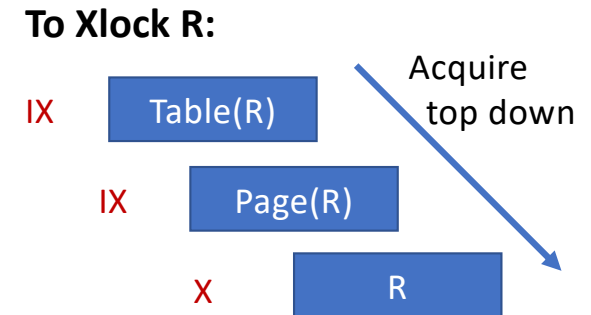 To Xlock R:
Acquire
top down
IX
Table(R)
IX
Page(R)
X
R